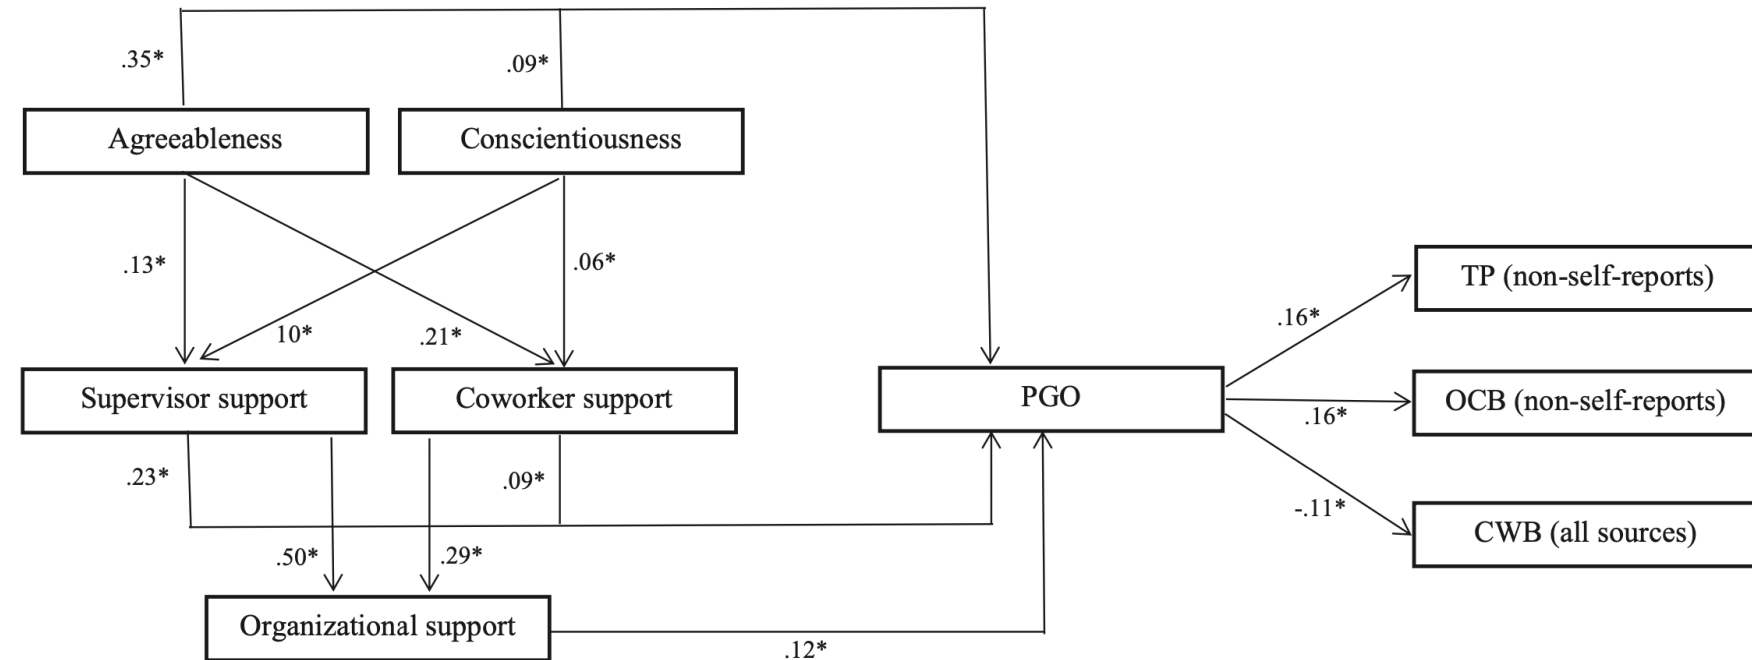 .35*
.09*
Agreeableness
Conscientiousness
.13*
.06*
10*
.21*
Supervisor support
Coworker support
PGO
.23*
.09*
.50*
.29*
Organizational support
.12*
.16*
.16*
-.11*
TP (non-self-reports)
OCB (non-self-reports)
CWB (all sources)